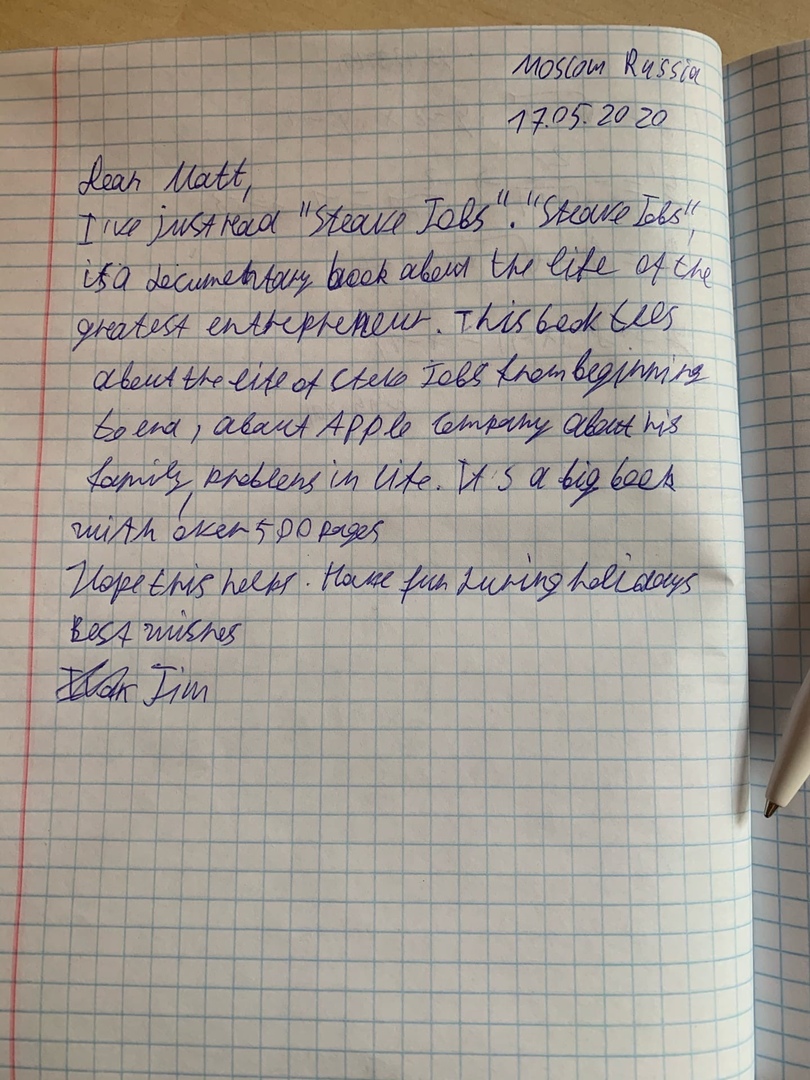 Moscow Russia
17.05.2020
Dear Matt,
I've just read "Steave Jobs". "Steave Jobs",
it's a documentary book about the life of the
greatest entrepreneur. This book tells
about the life of Steve Jobs from beginning
to end, about Apple Company about his
family, problems in life. It's a big book
with over 500 pages
Hope this helps. Have fun during holidays
Best wishes
Jim